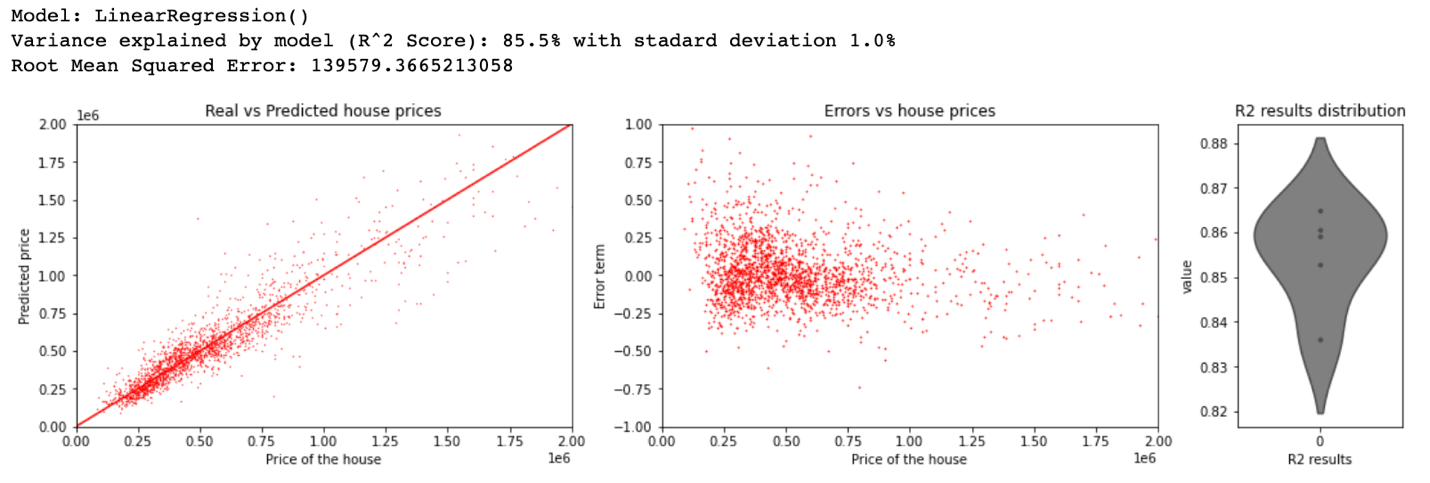 Model: LinearRegression()
Variance explained by model (R^2 Score): 85.5% with stadard deviation 1.0%
Root Mean Squared Error: 139579.3665213058
Real vs Predicted house prices
1e6
2.00
1.75
1.50
1.25
1.00
0.75
0.50
0.25
0.00
Predicted price
0.00 0.25 0.50 0.75 1.00 1.25 1.50 1.75 2.00
1e6
Price of the house
Errors vs house prices
1.00
0.75
0.50
0.25
0.00
−0.25
−0.50
−0.75
−1.00
Error term
0.00 0.25 0.50 0.75 1.00 1.25 1.50 1.75 2.00
1e6
Price of the house
R2 results distribution
0.88
0.87
0.86
0.85
0.84
0.83
0.82
value
0
R2 results